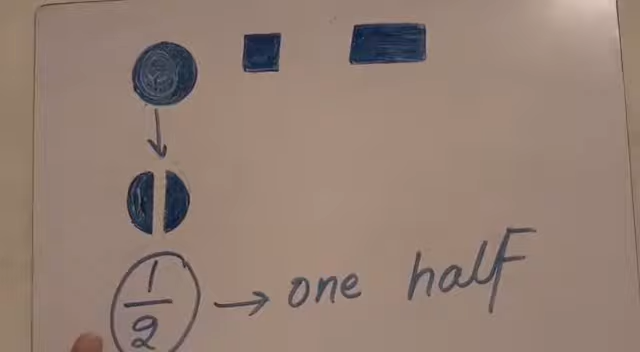 1/2 → one half